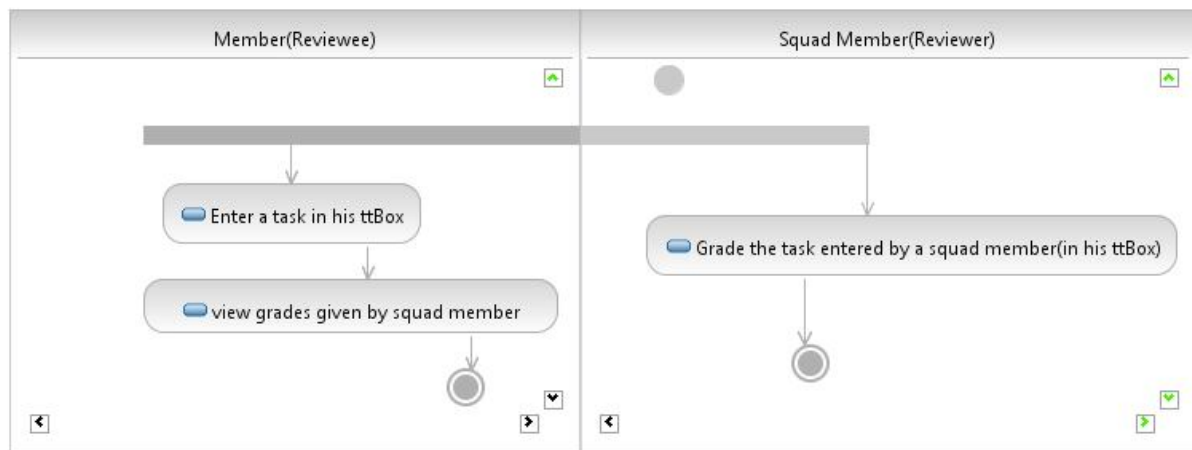 Member(Reviewee)
Squad Member(Reviewer)
Enter a task in his ttBox
Grade the task entered by a squad member(in his ttBox)
view grades given by squad member